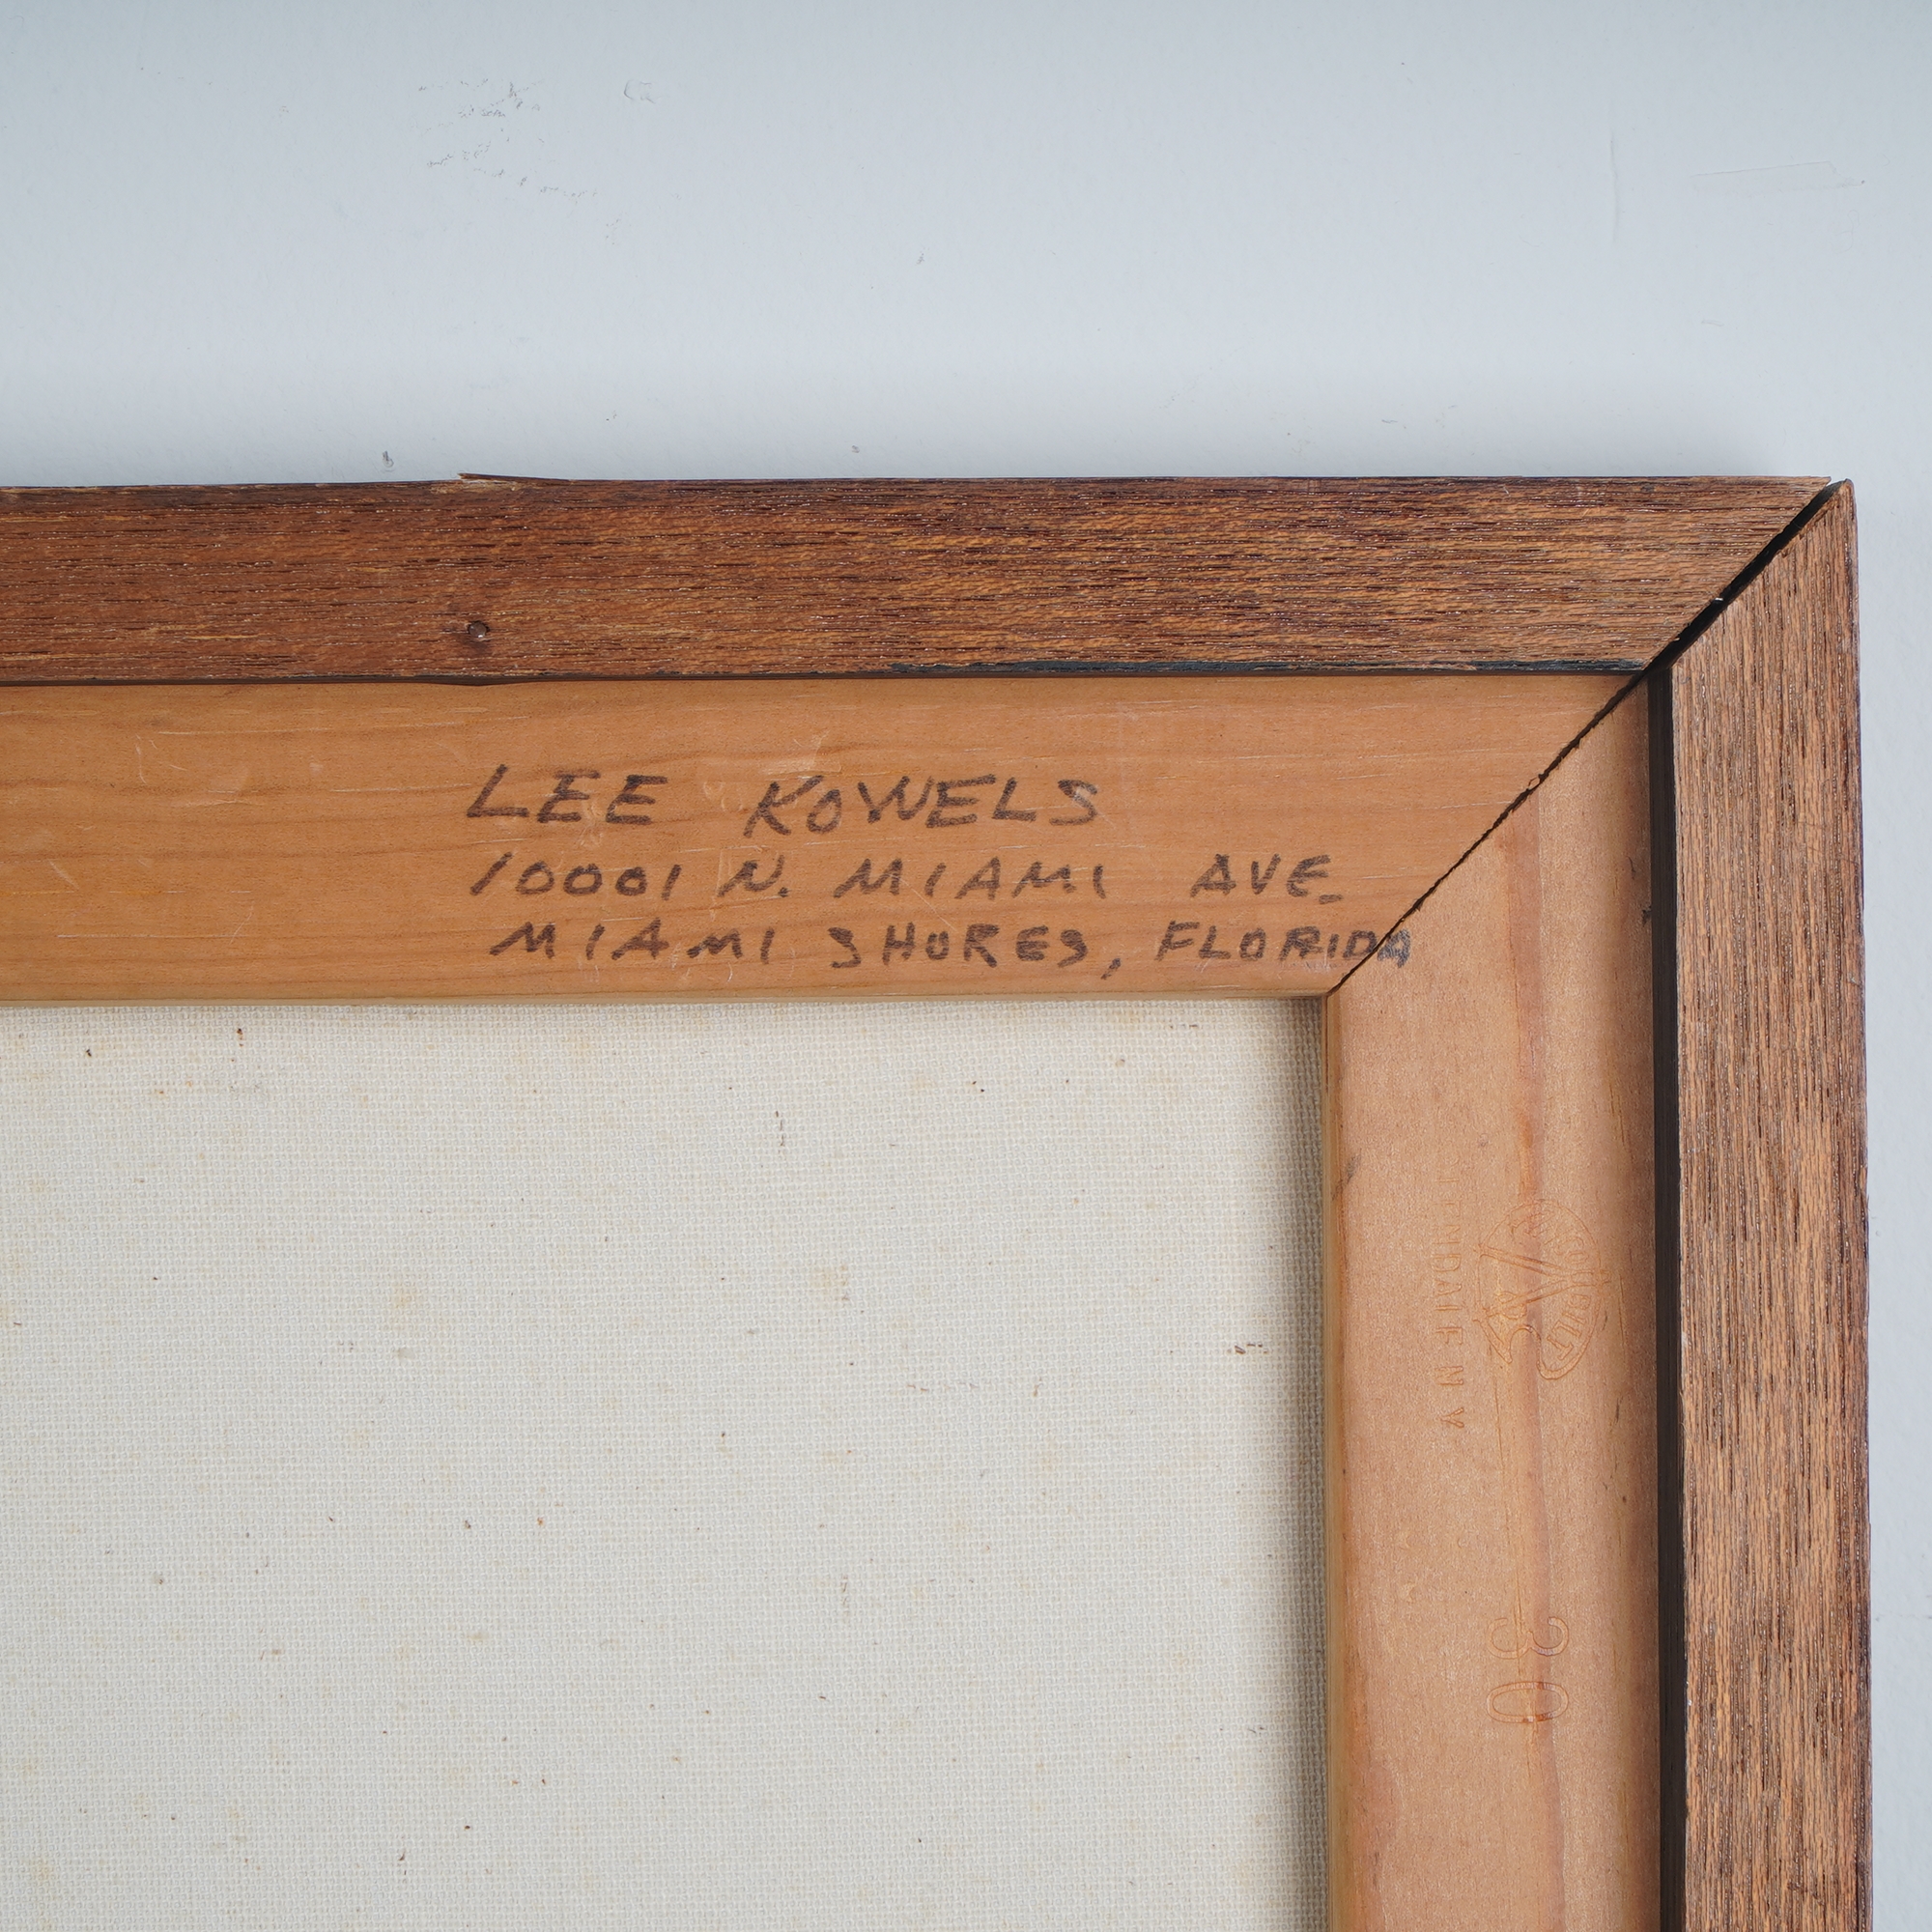 LEE KOWELS
10001 N. MIAMI AVE.
MIAMI SHORES, FLORIDA
N Y
30